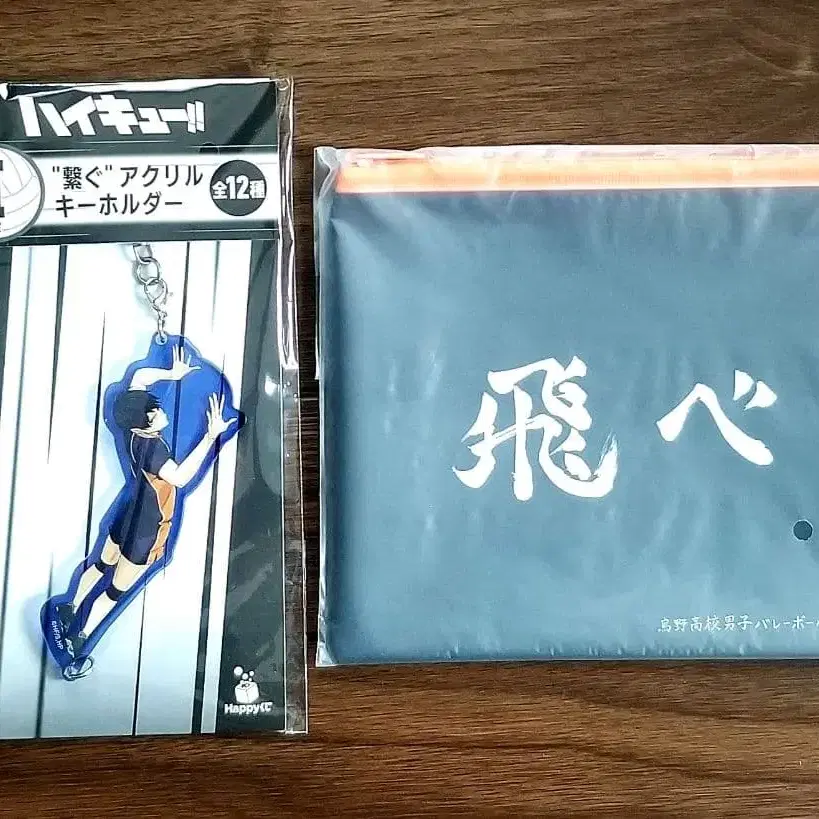 ハイキュー!!
"繋ぐ" アクリル
キーホルダー
全12種
Happyくじ
飛べ
烏野高校男子バレーボー